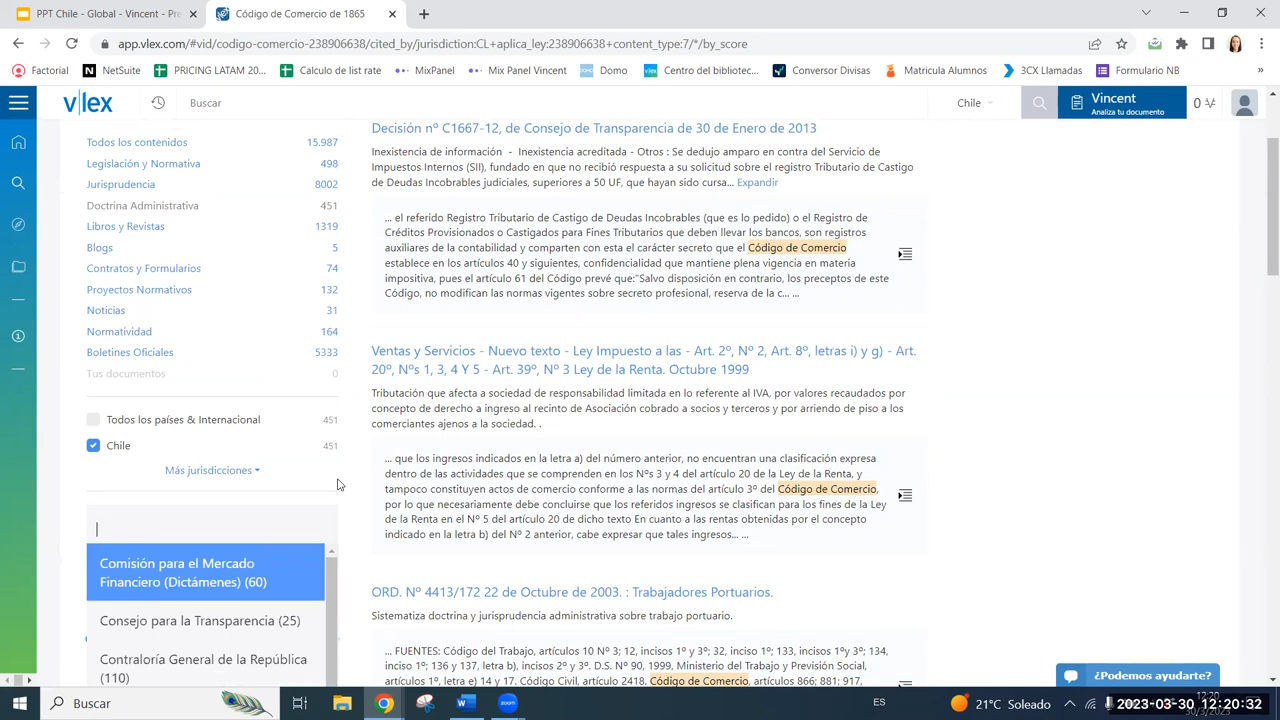 PPT Chile - Global - Vincent - Pre
Código de Comercio de 1865
app.vlex.com/#vid/codigo-comercio-238906638/cited_by/jurisdiction:CL+aplica_ley:238906638+content_type:7/*/by_score
Factorial
NetSuite
PRICING LATAM 20...
Calculo de list rate
MixPanel
Mix Panel Vincent
Domo
Centro del bibliotec...
Conversor Divisas
Matricula Alumnos
3CX Llamadas
Formulario NB
vlex
Buscar
Chile
Vincent
Analiza tu documento
0
Todos los contenidos 15.987
Legislación y Normativa 498
Jurisprudencia 8002
Doctrina Administrativa 451
Libros y Revistas 1319
Blogs 5
Contratos y Formularios 74
Proyectos Normativos 132
Noticias 31
Normatividad 164
Boletines Oficiales 5333
Tus documentos 0
Todos los países & Internacional 451
Chile 451
Más jurisdicciones
Comisión para el Mercado
Financiero (Dictámenes) (60)
Consejo para la Transparencia (25)
Contraloría General de la República
(110)
Decisión nº C1667-12, de Consejo de Transparencia de 30 de Enero de 2013
Inexistencia de información - Inexistencia acreditada - Otros : Se dedujo amparo en contra del Servicio de
Impuestos Internos (SII), fundado en que no recibió respuesta a su solicitud sobre el registro Tributario de Castigo
de Deudas Incobrables judiciales, superiores a 50 UF, que hayan sido cursa... Expandir
... el referido Registro Tributario de Castigo de Deudas Incobrables (que es lo pedido) o el Registro de
Créditos Provisionados o Castigados para Fines Tributarios que deben llevar los bancos, son registros
auxiliares de la contabilidad y comparten con esta el carácter secreto que el Código de Comercio
establece en los artículos 40 y siguientes, confidencialidad que mantiene plena vigencia en materia
impositiva, pues el artículo 61 del Código prevé que:"Salvo disposición en contrario, los preceptos de este
Código, no modifican las normas vigentes sobre secreto profesional, reserva de la c... ...
Ventas y Servicios - Nuevo texto - Ley Impuesto a las - Art. 2º, Nº 2, Art. 8º, letras i) y g) - Art.
20º, Nºs 1, 3, 4 Y 5 - Art. 39º, Nº 3 Ley de la Renta. Octubre 1999
Tributación que afecta a sociedad de responsabilidad limitada en lo referente al IVA, por valores recaudados por
concepto de derecho a ingreso al recinto de Asociación cobrado a socios y terceros y por arriendo de piso a los
comerciantes ajenos a la sociedad. .
... que los ingresos indicados en la letra a) del número anterior, no encuentran una clasificación expresa
dentro de las actividades que se comprenden en los Nºs 3 y 4 del artículo 20 de la Ley de la Renta, y
tampoco constituyen actos de comercio conforme a las normas del artículo 3º del Código de Comercio,
por lo que necesariamente debe concluirse que los referidos ingresos se clasifican para los fines de la Ley
de la Renta en el Nº 5 del artículo 20 de dicho texto En cuanto a las rentas obtenidas por el concepto
indicado en la letra b) del Nº 2 anterior, cabe expresar que tales ingresos... ...
ORD. Nº 4413/172 22 de Octubre de 2003. : Trabajadores Portuarios.
Sistematiza doctrina y jurisprudencia administrativa sobre trabajo portuario.
... FUENTES: Código del Trabajo, artículos 10 Nº 3; 12, incisos 1º y 3º; 32, inciso 1º; 133, incisos 1ºy 3º; 134,
inciso 1º; 136 y 137, letra b). incisos 2º y 3º. D.S. Nº 90, 1999, Ministerio del Trabajo y Previsión Social,
artículos 1º, letra e) 14 y 17. Código Civil, artículo 2418. Código de Comercio, artículos 866; 881; 917,
¿Podemos ayudarte?
Buscar
ES
21°C Soleado
12:20
30/3/2023
2023-03-30 12:20:32